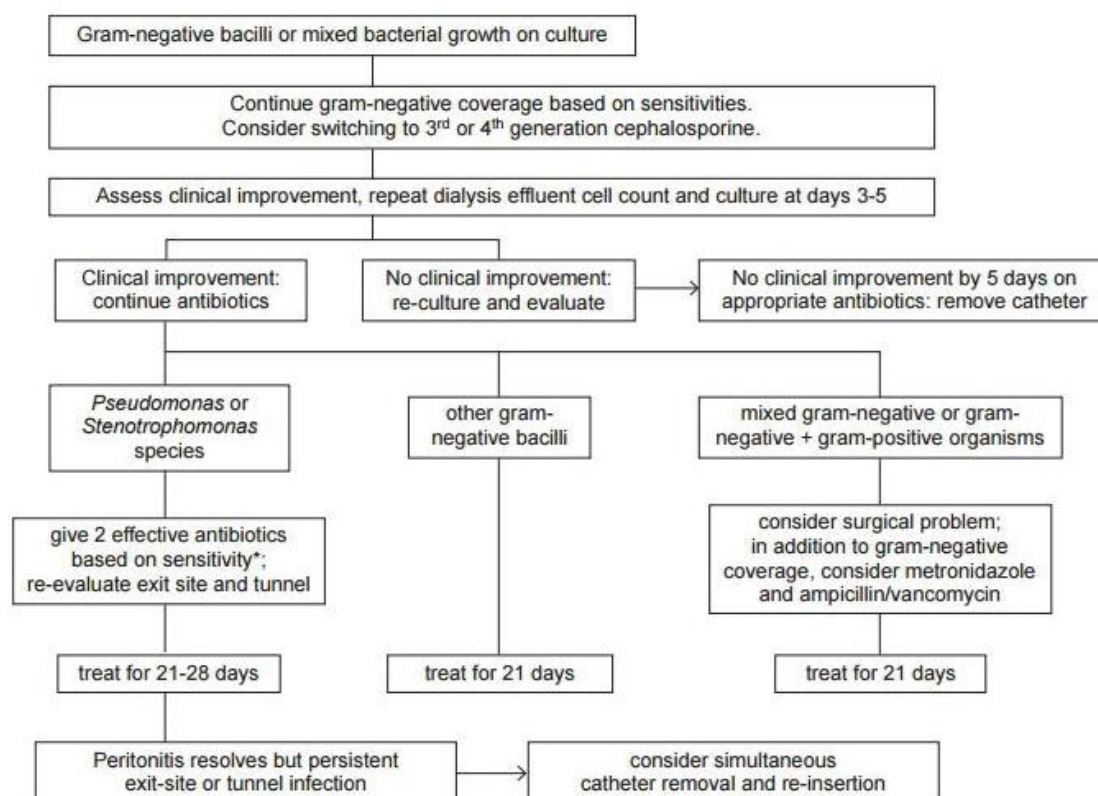 Gram-negative bacilli or mixed bacterial growth on culture
Continue gram-negative coverage based on sensitivities.
Consider switching to 3rd or 4th generation cephalosporine.
Assess clinical improvement, repeat dialysis effluent cell count and culture at days 3-5
Clinical improvement:
continue antibiotics
No clinical improvement:
re-culture and evaluate
No clinical improvement by 5 days on
appropriate antibiotics: remove catheter
Pseudomonas or
Stenotrophomonas
species
other gram-
negative bacilli
mixed gram-negative or gram-
negative + gram-positive organisms
give 2 effective antibiotics
based on sensitivity*;
re-evaluate exit site and tunnel
consider surgical problem;
in addition to gram-negative
coverage, consider metronidazole
and ampicillin/vancomycin
treat for 21-28 days
treat for 21 days
treat for 21 days
Peritonitis resolves but persistent
exit-site or tunnel infection
consider simultaneous
catheter removal and re-insertion